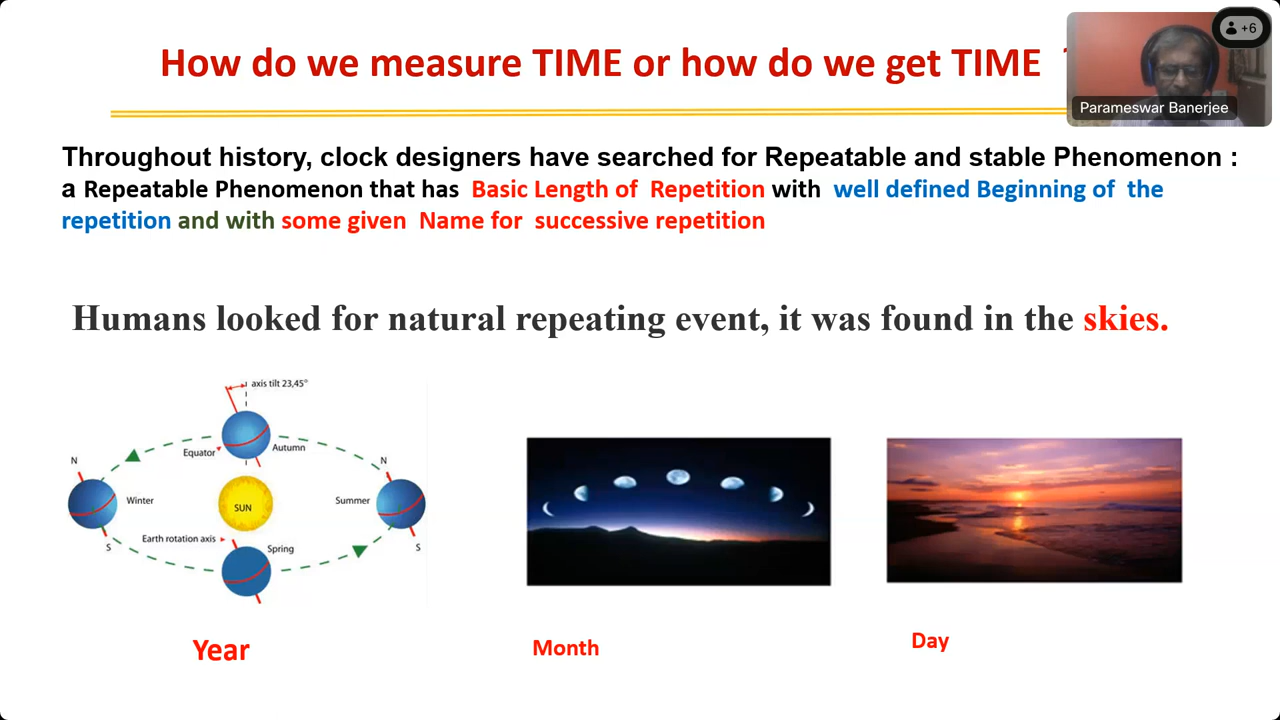 How do we measure TIME or how do we get TIME
+6
Parameswar Banerjee
Throughout history, clock designers have searched for Repeatable and stable Phenomenon :
a Repeatable Phenomenon that has Basic Length of Repetition with well defined Beginning of the
repetition and with some given Name for successive repetition
Humans looked for natural repeating event, it was found in the skies.
axis tilt 23,45°
Equator
Autumn
N
N
Winter
SUN
Summer
S
S
Earth rotation axis
Spring
Year
Month
Day